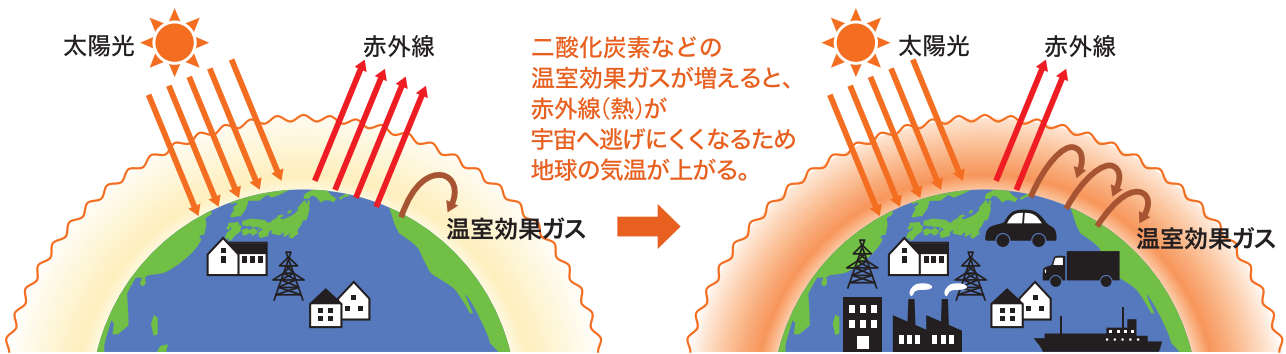 太陽光
赤外線
温室効果ガス
二酸化炭素などの
温室効果ガスが増えると、
赤外線(熱)が
宇宙へ逃げにくくなるため
地球の気温が上がる。
太陽光
赤外線
温室効果ガス